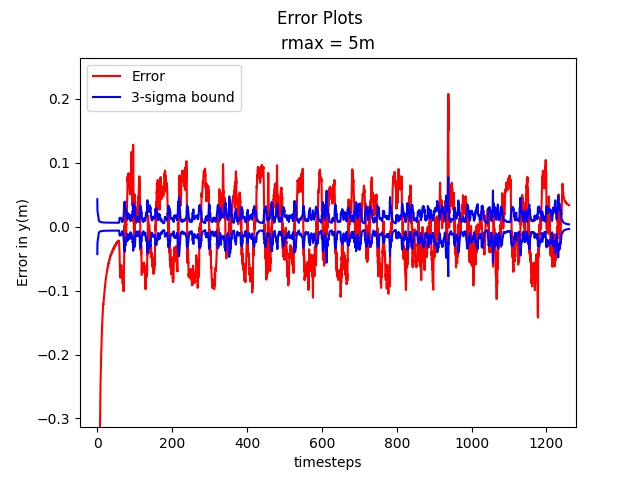 Error Plots
rmax = 5m
Error
3-sigma bound
0.2
0.1
0.0
−0.1
−0.2
−0.3
Error in y(m)
0 200 400 600 800 1000 1200
timesteps